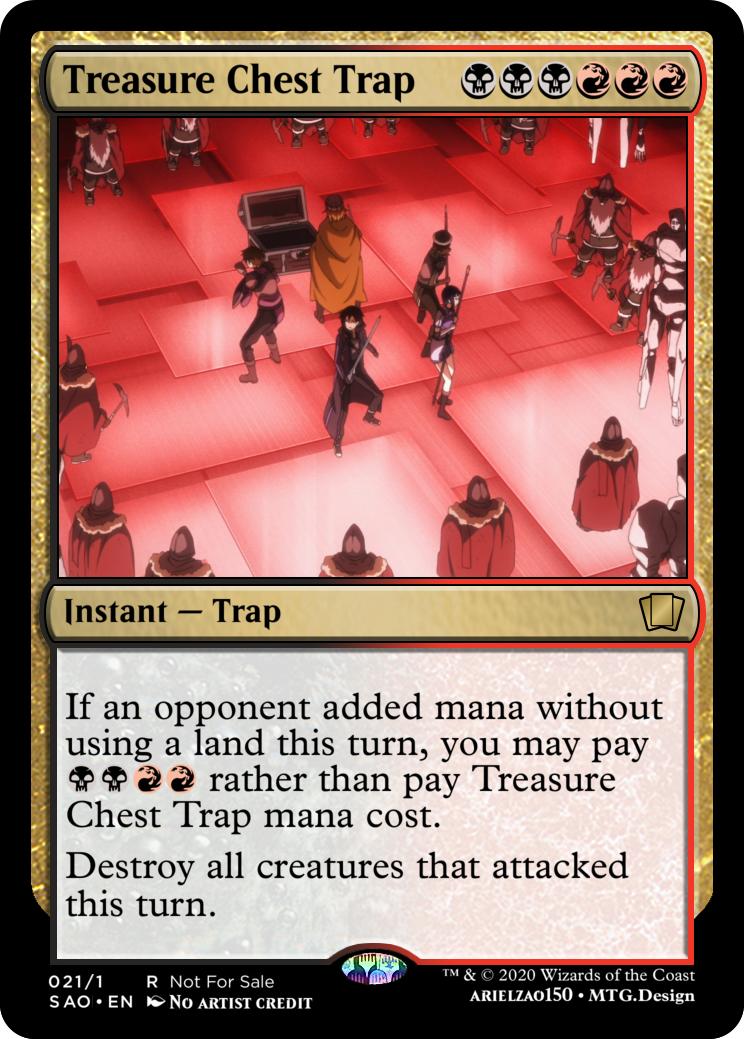 Treasure Chest Trap
Instant — Trap
If an opponent added mana without
using a land this turn, you may pay
rather than pay Treasure
Chest Trap mana cost.
Destroy all creatures that attacked
this turn.
021/1 R Not For Sale
SAO • EN No artist credit
™ & © 2020 Wizards of the Coast
ARIELZAO150 • MTG.Design